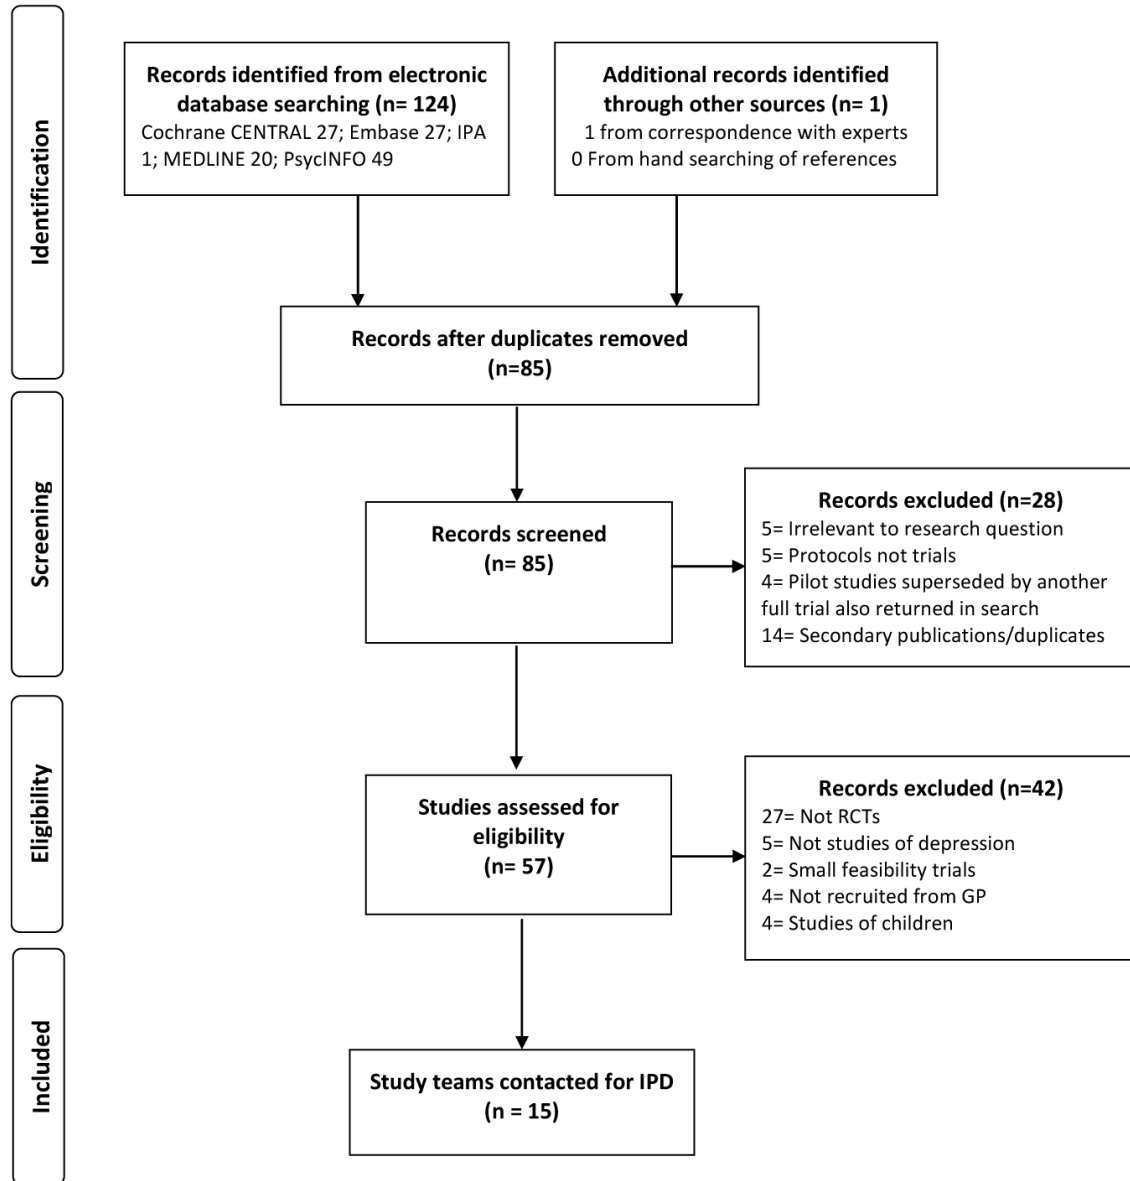 Identification
Records identified from electronic
database searching (n= 124)
Cochrane CENTRAL 27; Embase 27; IPA
1; MEDLINE 20; PsycINFO 49
Additional records identified
through other sources (n= 1)
1 from correspondence with experts
0 From hand searching of references
Records after duplicates removed
(n=85)
Screening
Records screened
(n= 85)
Records excluded (n=28)
5= Irrelevant to research question
5= Protocols not trials
4= Pilot studies superseded by another
full trial also returned in search
14= Secondary publications/duplicates
Eligibility
Studies assessed for
eligibility
(n= 57)
Records excluded (n=42)
27= Not RCTs
5= Not studies of depression
2= Small feasibility trials
4= Not recruited from GP
4= Studies of children
Included
Study teams contacted for IPD
(n = 15)